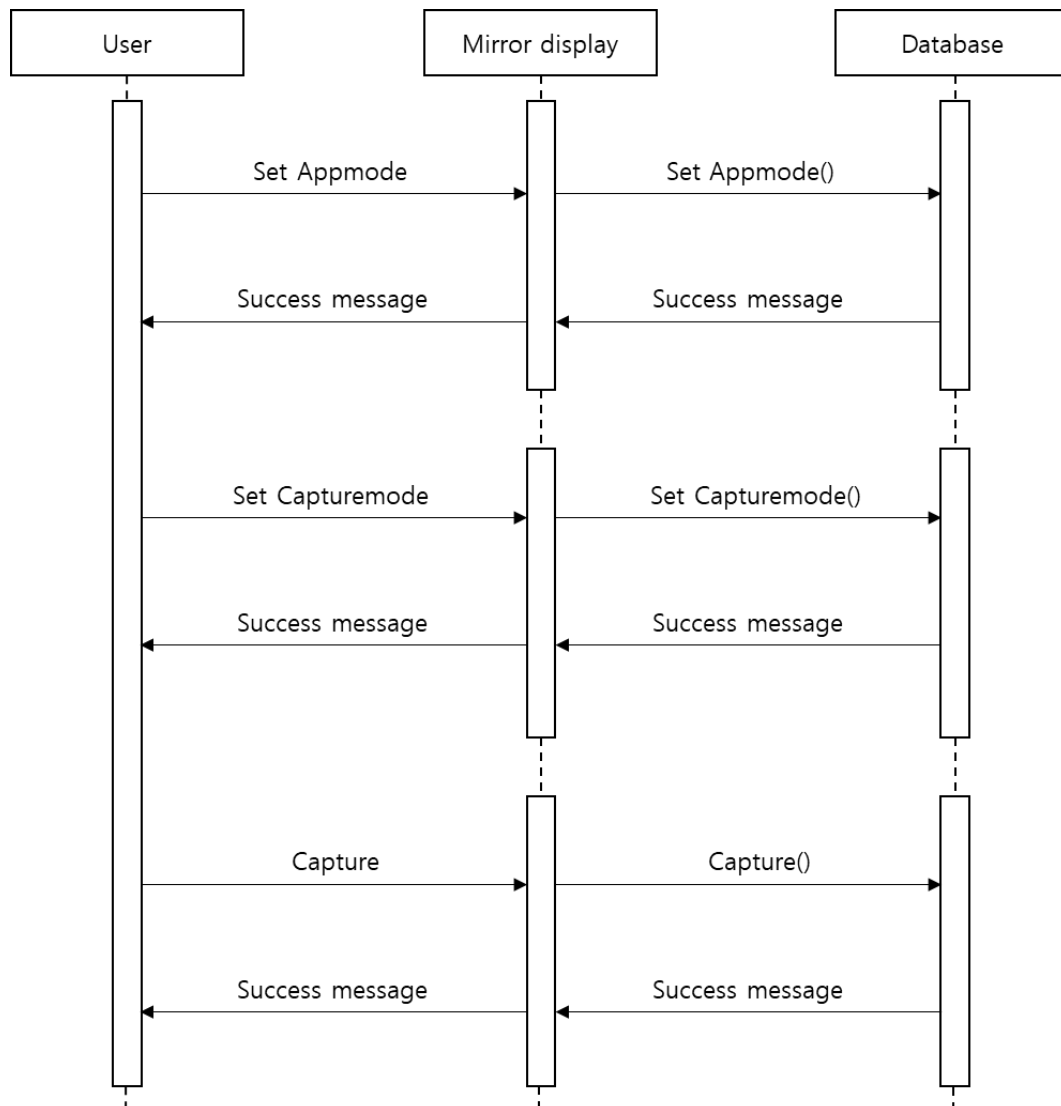 User
Mirror display
Database
Set Appmode
Set Appmode()
Success message
Success message
Set Capturemode
Set Capturemode()
Success message
Success message
Capture
Capture()
Success message
Success message